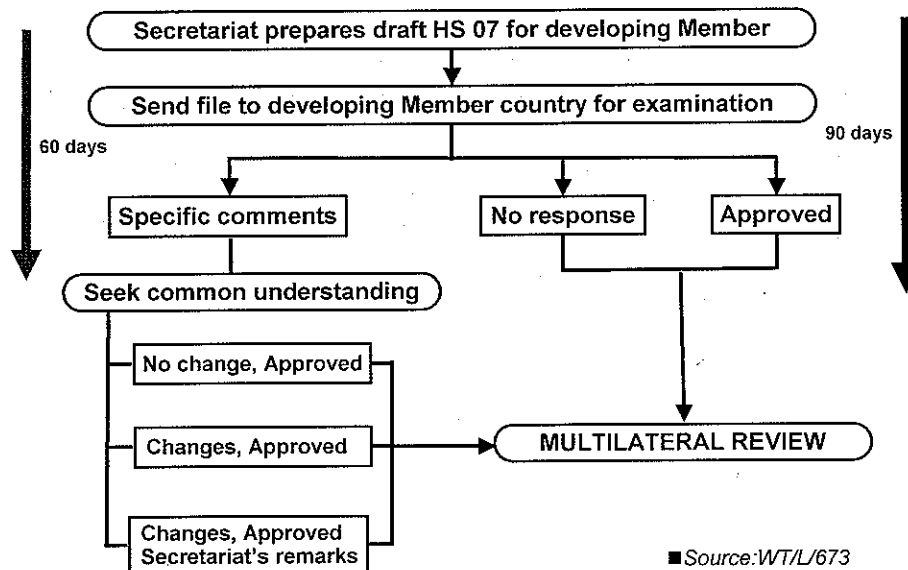 Secretariat prepares draft HS 07 for developing Member
Send file to developing Member country for examination
60 days
90 days
Specific comments
No response
Approved
Seek common understanding
No change, Approved
Changes, Approved
MULTILATERAL REVIEW
Changes, Approved
Secretariat's remarks
■Source:WT/L/673